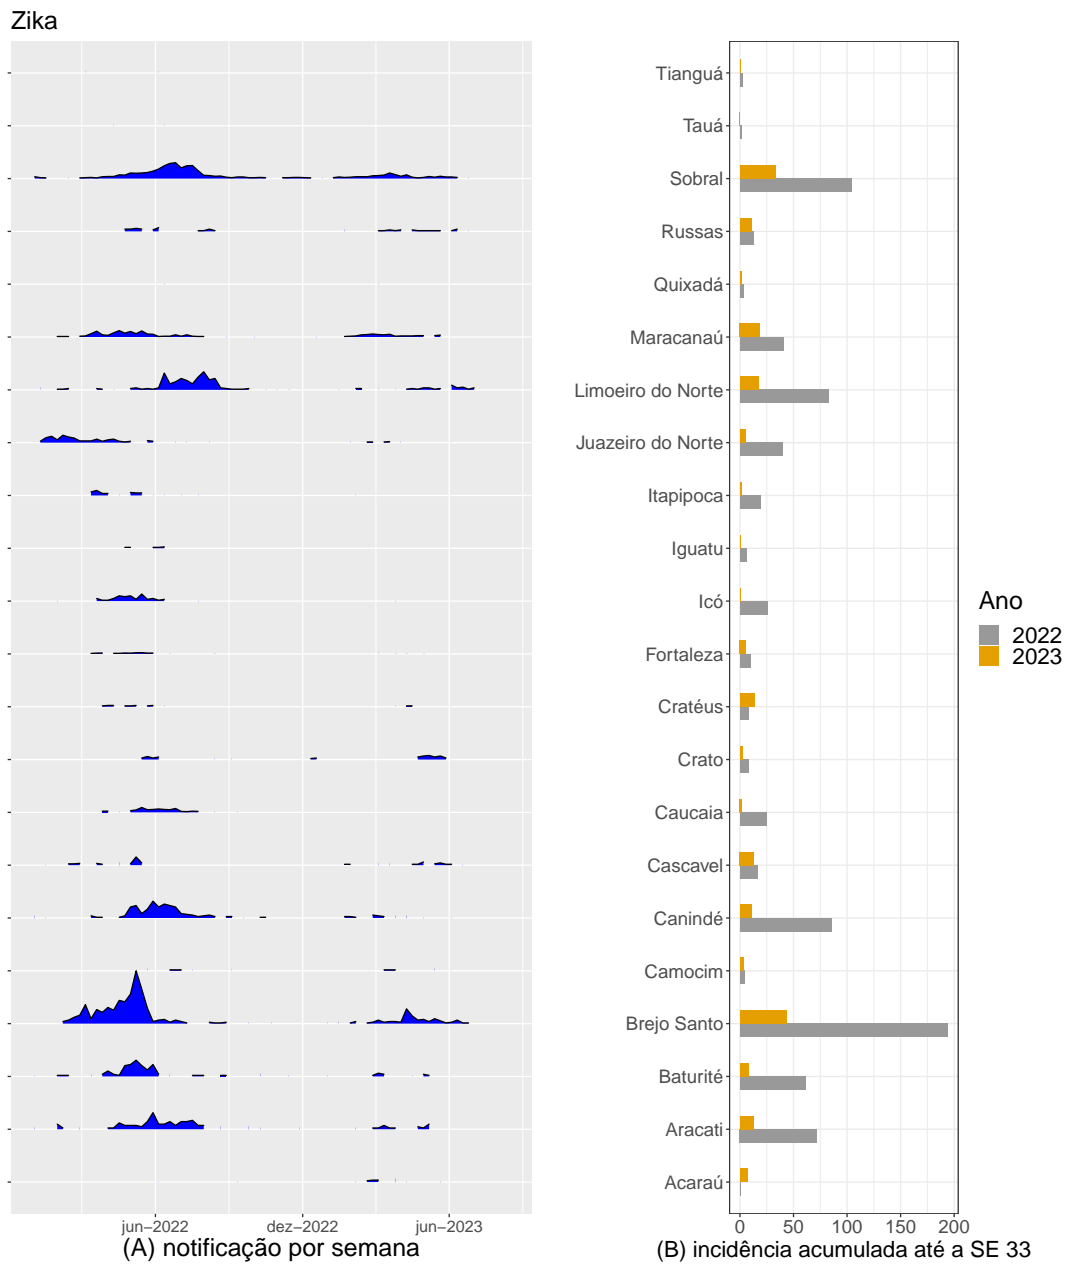 Zika
Tianguá
Tauá
Sobral
Russas
Quixadá
Maracanaú
Limoeiro do Norte
Juazeiro do Norte
Itapipoca
Iguatu
Icó
Fortaleza
Cratéus
Crato
Caucaia
Cascavel
Canindé
Camocim
Brejo Santo
Baturité
Aracati
Acaraú
jun−2022 dez−2022 jun−2023
(A) notificação por semana
0 50 100 150 200
(B) incidência acumulada até a SE 33
Ano
2022
2023